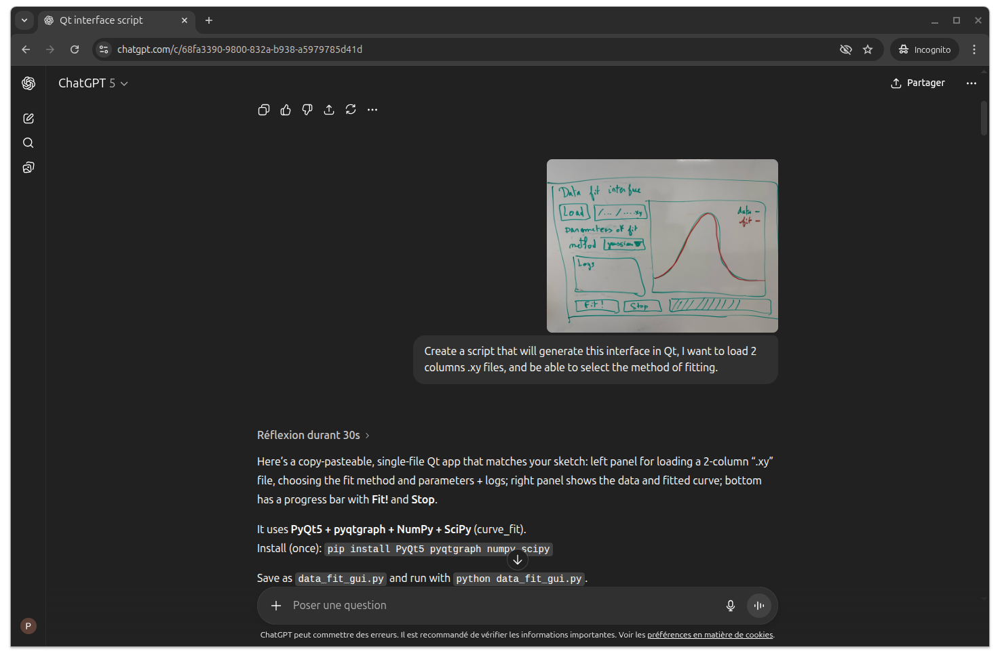 Qt interface script
chatgpt.com/c/68fa3390-9800-832a-b938-a5979785d41d
Incognito
ChatGPT 5
Partager
Data fit interface
Load
/... /....xy
data -
fit -
parameters of fit
method gaussian
Logs
Fit!
Stop
Create a script that will generate this interface in Qt, I want to load 2
columns .xy files, and be able to select the method of fitting.
Réflexion durant 30s
Here’s a copy-pasteable, single-file Qt app that matches your sketch: left panel for loading a 2-column “.xy”
file, choosing the fit method and parameters + logs; right panel shows the data and fitted curve; bottom
has a progress bar with Fit! and Stop.
It uses PyQt5 + pyqtgraph + NumPy + SciPy (curve_fit).
Install (once): pip install PyQt5 pyqtgraph numpy scipy
Save as data_fit_gui.py and run with python data_fit_gui.py.
Poser une question
P
ChatGPT peut commettre des erreurs. Il est recommandé de vérifier les informations importantes. Voir les préférences en matière de cookies.